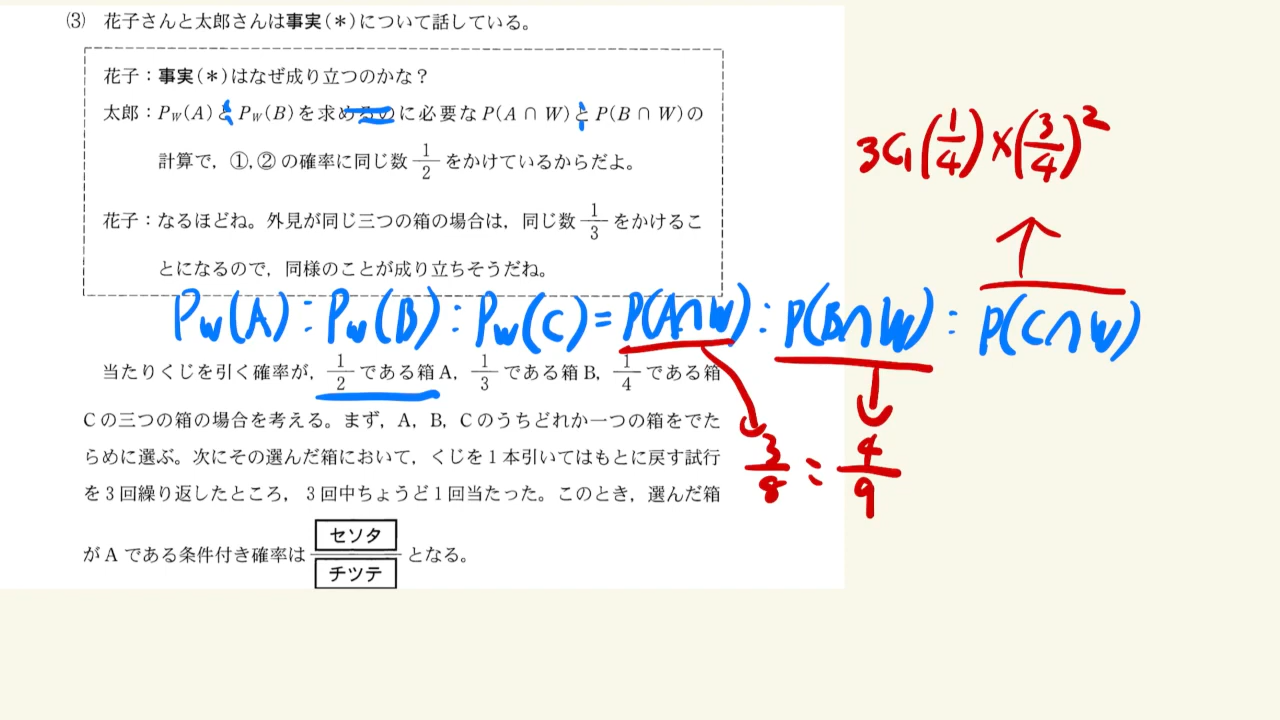 (3) 花子さんと太郎さんは事実(*)について話している。
花子：事実(*)はなぜ成り立つのかな？
太郎：P_W(A)と P_W(B)を求めるのに必要な P(A∩W)と P(B∩W)の
計算で，①，②の確率に同じ数 1/2 をかけているからだよ。
花子：なるほどね。外見が同じ三つの箱の場合は，同じ数 1/3 をかけるこ
とになるので，同様のことが成り立ちそうだね。
3C1(1/4)×(3/4)^2
↑
P_W(A):P_W(B):P_W(C)=P(A∩W):P(B∩W):P(C∩W)
当たりくじを引く確率が，1/2 である箱 A，1/3 である箱 B，1/4 である箱
C の三つの箱の場合を考える。まず，A，B，C のうちどれか一つの箱をでた
らめに選ぶ。次にその選んだ箱において，くじを 1 本引いてはもとに戻す試行
を 3 回繰り返したところ，3 回中ちょうど 1 回当たった。このとき，選んだ箱
が A である条件付き確率は セソタ/チツテ となる。
3/8 : 4/9